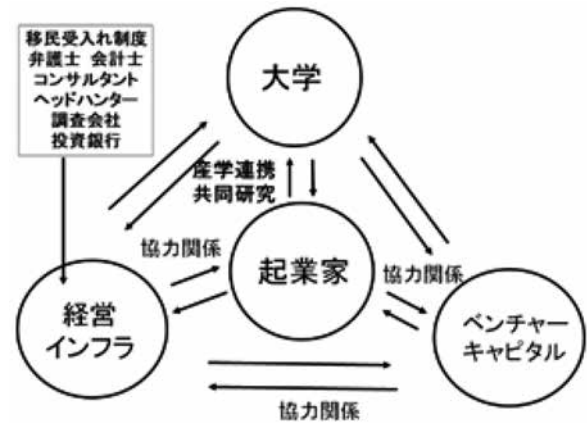 移民受入れ制度
弁護士 会計士
コンサルタント
ヘッドハンター
調査会社
投資銀行
大学
産学連携
共同研究
協力関係
起業家
協力関係
経営
インフラ
ベンチャー
キャピタル
協力関係